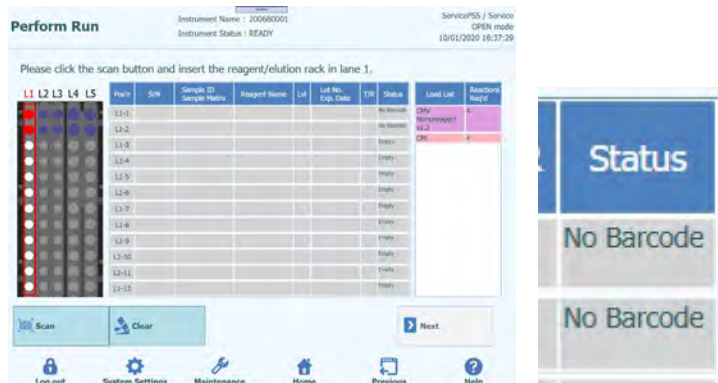 Perform Run
Instrument Name : 200680001
Instrument Status : READY
ServicePSS / Service
OPEN mode
10/01/2020 16:37:29
Please click the scan button and insert the reagent/elution rack in lane 1.
L1 L2 L3 L4 L5
Pos'n S/N Sample ID Reagent Name Lvl Lot No. T/R Status Load List Reactions
Sample Matrix Exp. Date Req'd
L1-1 No Barcode CMV 4
L1-2 No Barcode
L1-3 Empty 4
L1-4 Empty
L1-5 Empty
L1-6 Empty
L1-7 Empty
L1-8 Empty
L1-9 Empty
L1-10 Empty
L1-11 Empty
L1-12 Empty
Scan
Clear
Next
Log out
System Settings
Maintenance
Home
Previous
Help
Status
No Barcode
No Barcode